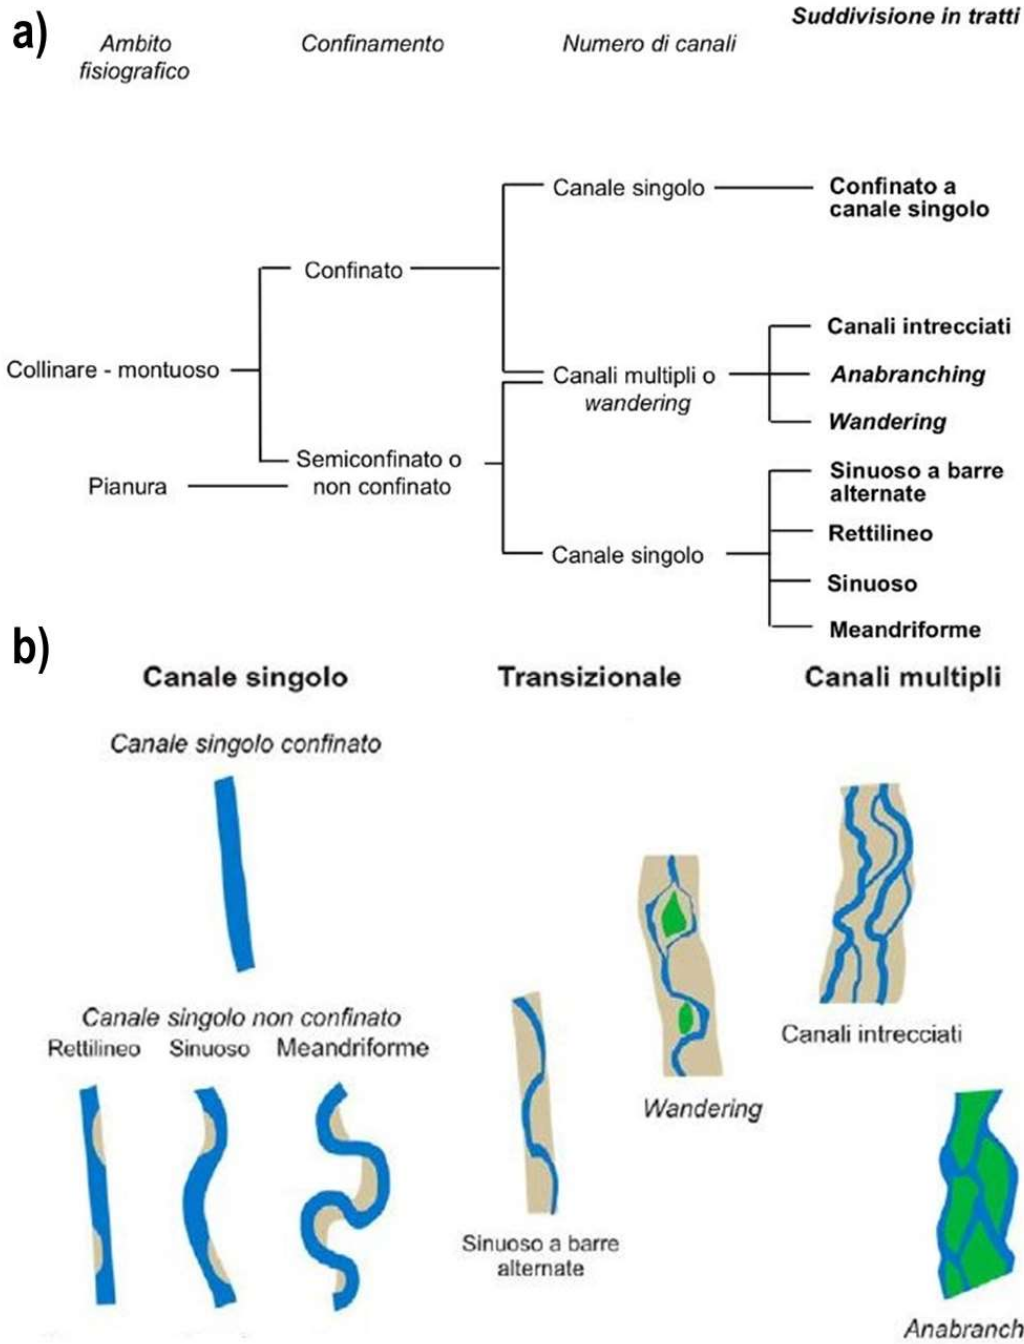 a)
Ambito
fisiografico
Confinamento
Numero di canali
Suddivisione in tratti
Canale singolo
Confinato a
canale singolo
Confinato
Canali intrecciati
Collinare - montuoso
Canali multipli o
wandering
Anabranching
Wandering
Semiconfinato o
non confinato
Pianura
Sinuoso a barre
alternate
Rettilineo
Canale singolo
Sinuoso
Meandriforme
b)
Canale singolo
Transizionale
Canali multipli
Canale singolo confinato
Canale singolo non confinato
Rettilineo
Sinuoso
Meandriforme
Canali intrecciati
Wandering
Sinuoso a barre
alternate
Anabranch